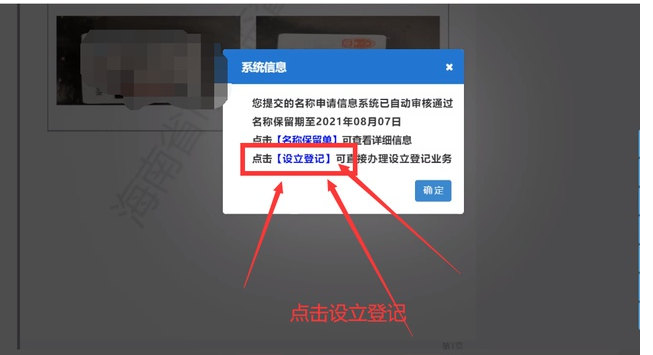 系统信息 ×
您提交的名称申请信息系统已自动审核通过
名称保留期至2021年08月07日
点击【名称保留单】可查看详细信息
点击【设立登记】可直接办理设立登记业务
确定
点击设立登记
海南省